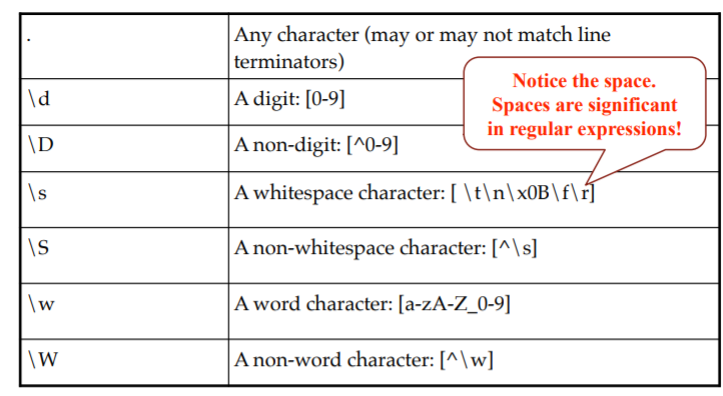 .
Any character (may or may not match line
terminators)
Notice the space.
Spaces are significant
in regular expressions!
\d
A digit: [0-9]
\D
A non-digit: [^0-9]
\s
A whitespace character: [ \t\n\x0B\f\r]
\S
A non-whitespace character: [^\s]
\w
A word character: [a-zA-Z_0-9]
\W
A non-word character: [^\w]